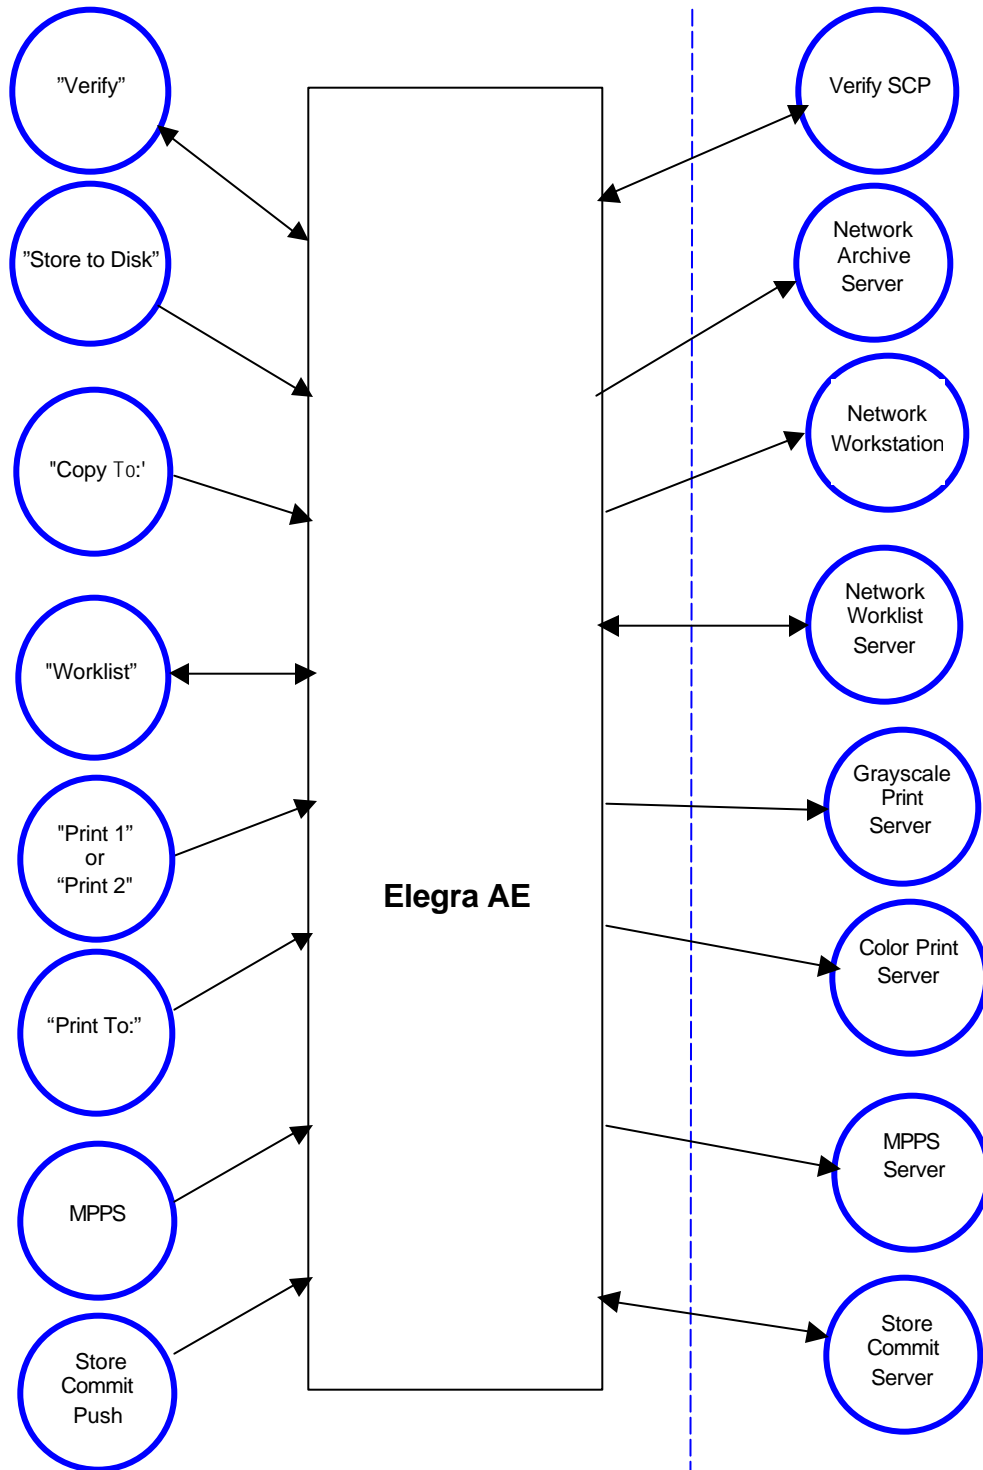 ”Verify”
”Store to Disk”
"Copy To:'
"Worklist”
"Print 1”
or
“Print 2"
“Print To:”
MPPS
Store
Commit
Push
Elegra AE
Verify SCP
Network
Archive
Server
Network
Workstation
Network
Worklist
Server
Grayscale
Print
Server
Color Print
Server
MPPS
Server
Store
Commit
Server